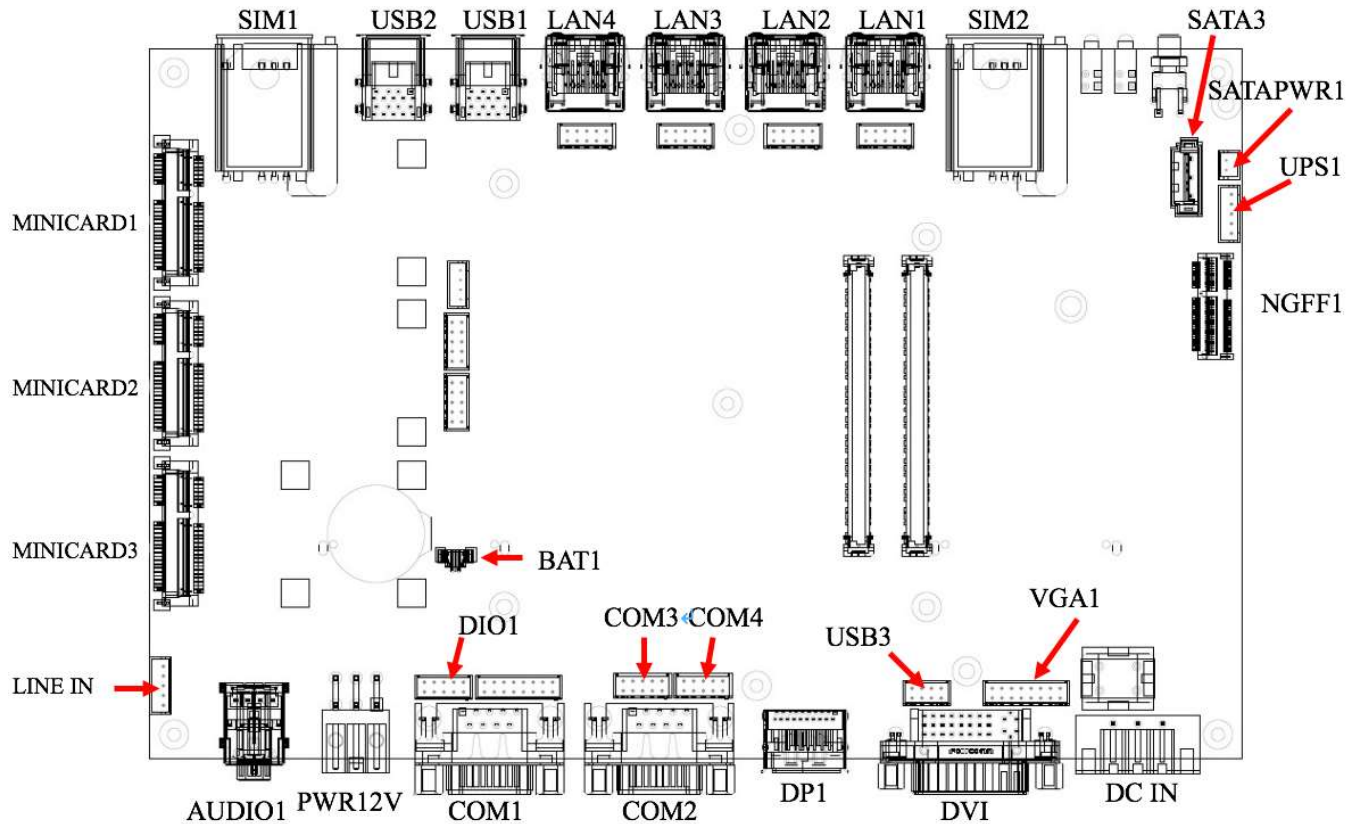 SIM1 USB2 USB1 LAN4 LAN3 LAN2 LAN1 SIM2 SATA3
SATAPWR1
UPS1
MINICARD1
NGFF1
MINICARD2
MINICARD3
BAT1
DIO1 COM3 COM4 USB3 VGA1
LINE IN
AUDIO1 PWR12V COM1 COM2 DP1 DVI DC IN